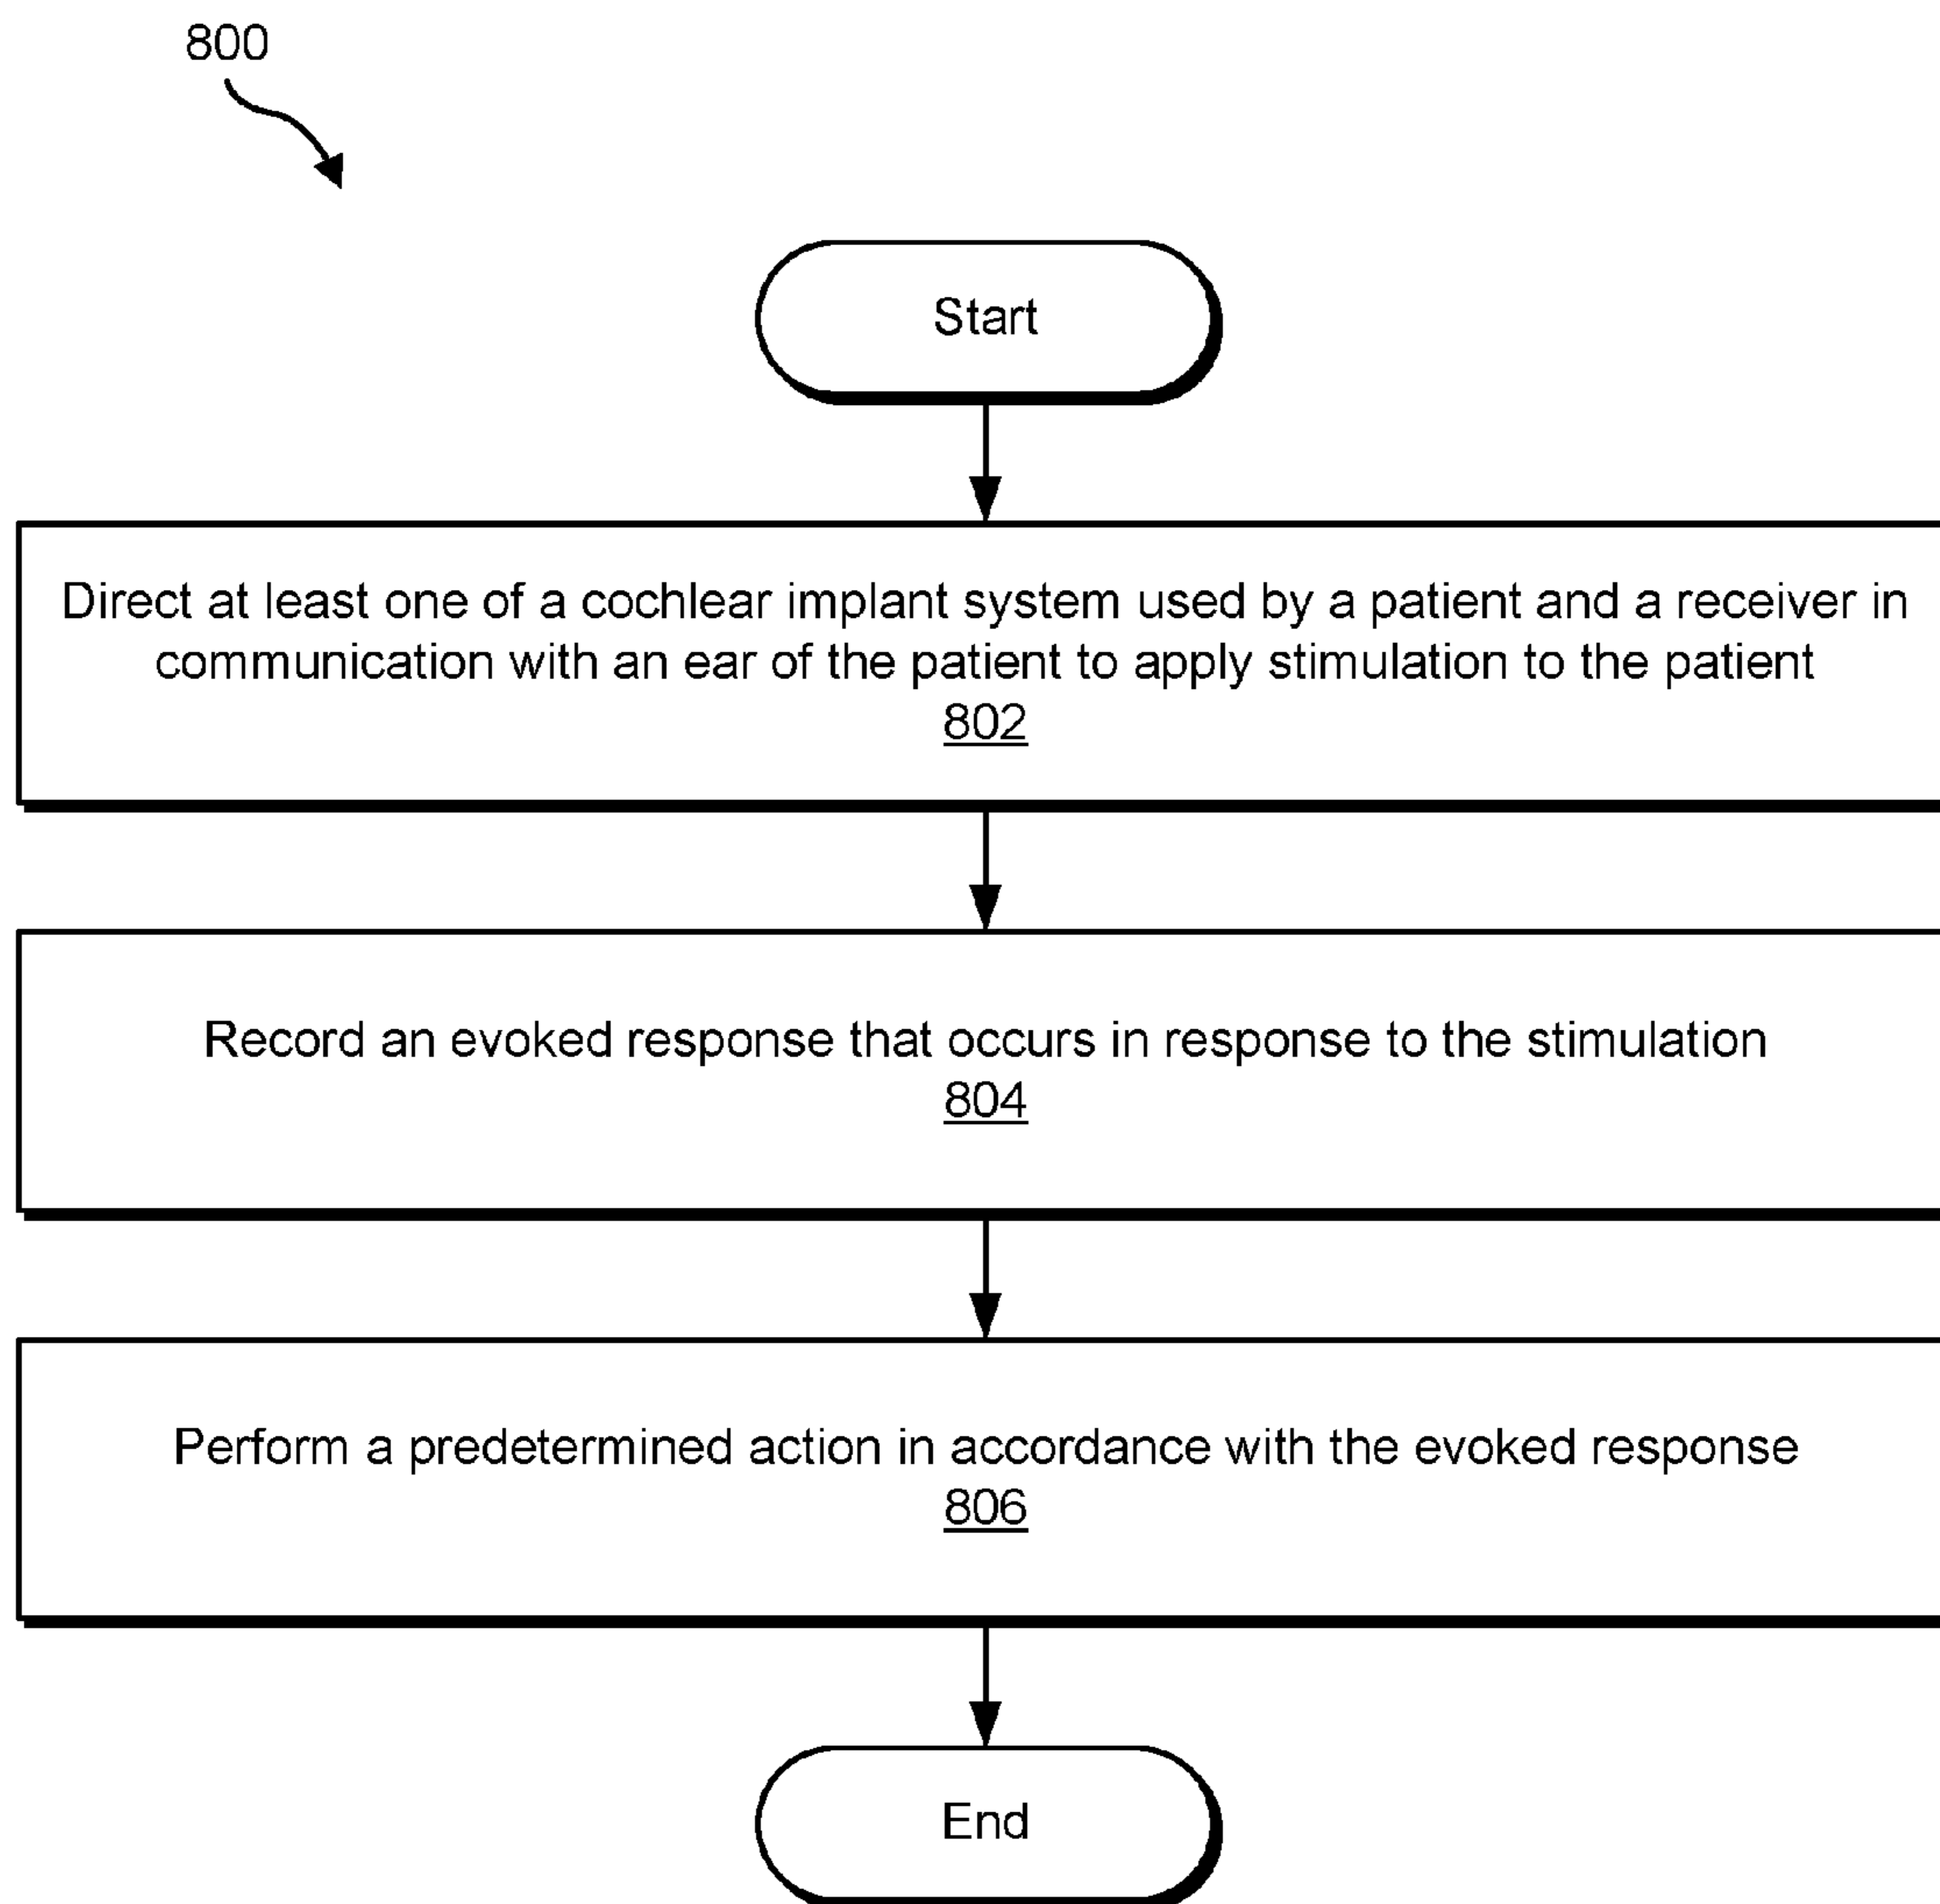 800
Start
Direct at least one of a cochlear implant system used by a patient and a receiver in
communication with an ear of the patient to apply stimulation to the patient
802
Record an evoked response that occurs in response to the stimulation
804
Perform a predetermined action in accordance with the evoked response
806
End